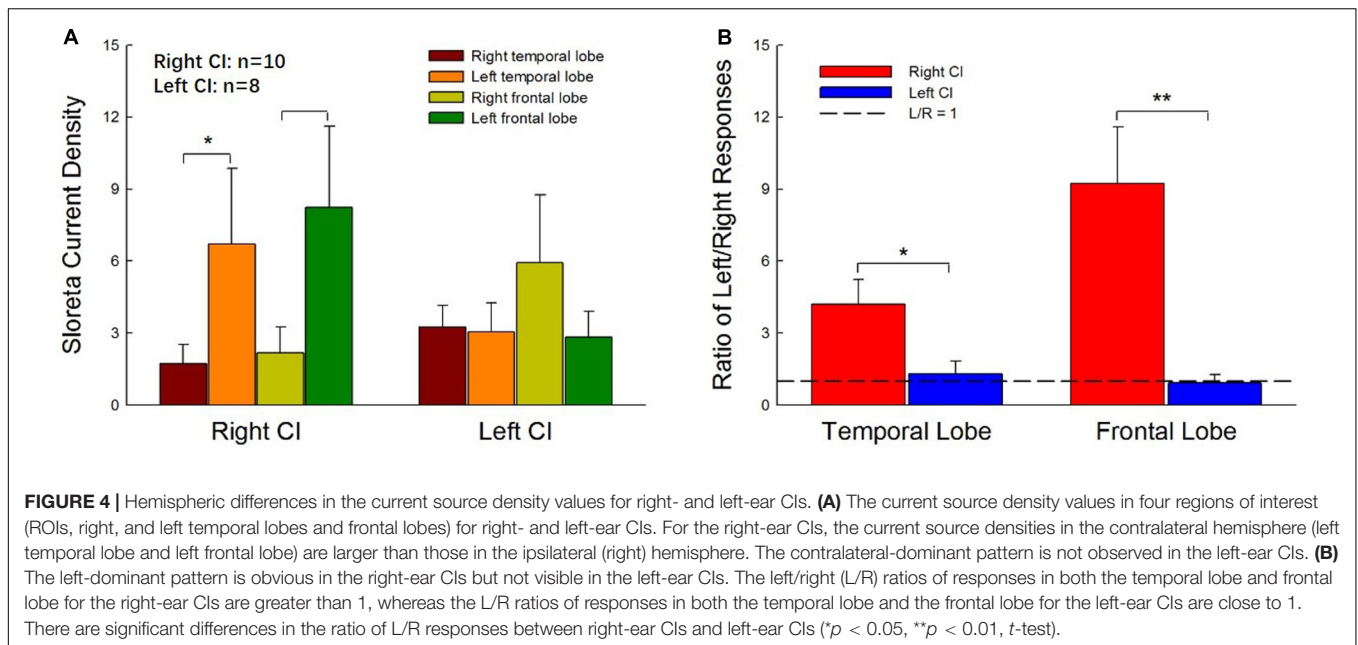 A
15
12
9
6
3
0
Sloreta Current Density
Right CI: n=10
Left CI: n=8
Right temporal lobe
Left temporal lobe
Right frontal lobe
Left frontal lobe
*
Right CI
Left CI
B
15
12
9
6
3
0
Ratio of Left/Right Responses
Right CI
Left CI
L/R = 1
*
**
Temporal Lobe
Frontal Lobe
FIGURE 4 | Hemispheric differences in the current source density values for right- and left-ear CIs. (A) The current source density values in four regions of interest
(ROIs, right, and left temporal lobes and frontal lobes) for right- and left-ear CIs. For the right-ear CIs, the current source densities in the contralateral hemisphere (left
temporal lobe and left frontal lobe) are larger than those in the ipsilateral (right) hemisphere. The contralateral-dominant pattern is not observed in the left-ear CIs. (B)
The left-dominant pattern is obvious in the right-ear CIs but not visible in the left-ear CIs. The left/right (L/R) ratios of responses in both the temporal lobe and frontal
lobe for the right-ear CIs are greater than 1, whereas the L/R ratios of responses in both the temporal lobe and the frontal lobe for the left-ear CIs are close to 1.
There are significant differences in the ratio of L/R responses between right-ear CIs and left-ear CIs (*p < 0.05, **p < 0.01, t-test).